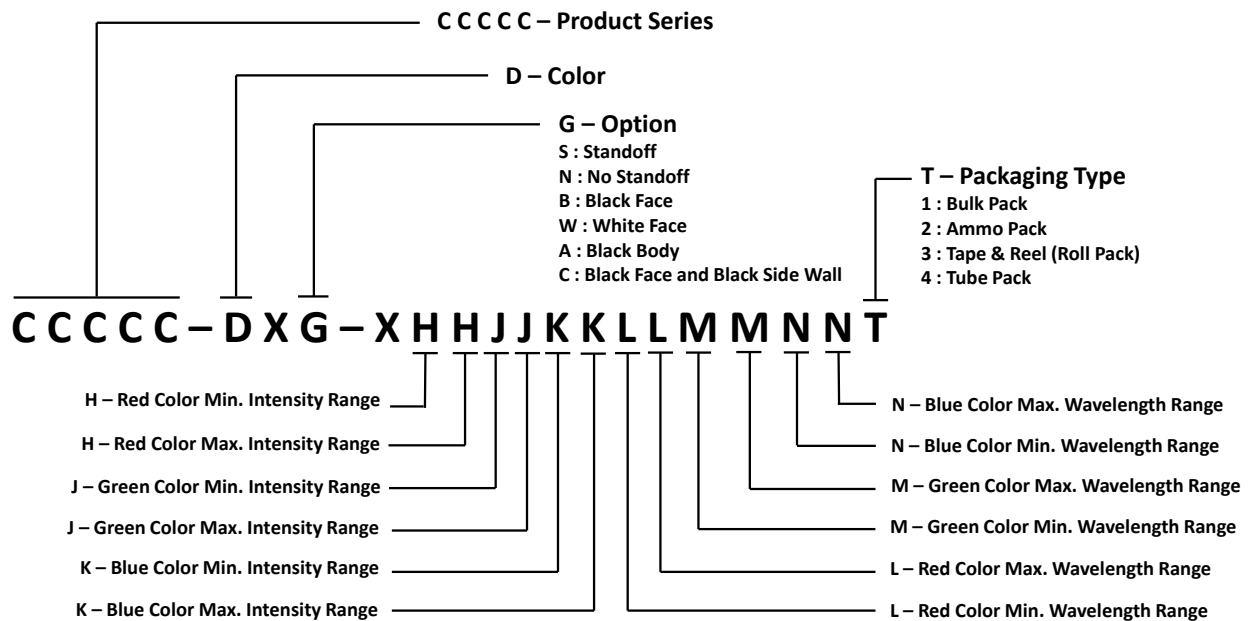 C C C C C – Product Series
D – Color
G – Option
S : Standoff
N : No Standoff
B : Black Face
W : White Face
A : Black Body
C : Black Face and Black Side Wall
T – Packaging Type
1 : Bulk Pack
2 : Ammo Pack
3 : Tape & Reel (Roll Pack)
4 : Tube Pack
C C C C C – D X G – X H H J J K K L L M M N N T
H – Red Color Min. Intensity Range
H – Red Color Max. Intensity Range
J – Green Color Min. Intensity Range
J – Green Color Max. Intensity Range
K – Blue Color Min. Intensity Range
K – Blue Color Max. Intensity Range
N – Blue Color Max. Wavelength Range
N – Blue Color Min. Wavelength Range
M – Green Color Max. Wavelength Range
M – Green Color Min. Wavelength Range
L – Red Color Max. Wavelength Range
L – Red Color Min. Wavelength Range